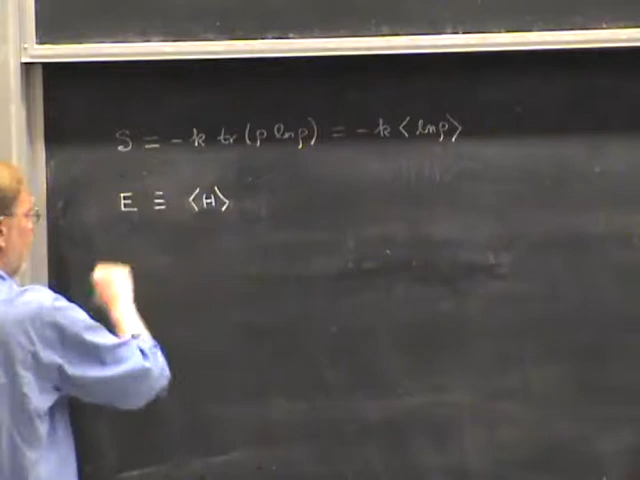 S = -k tr(ρ lnρ) = -k ⟨lnρ⟩
E ≡ ⟨H⟩